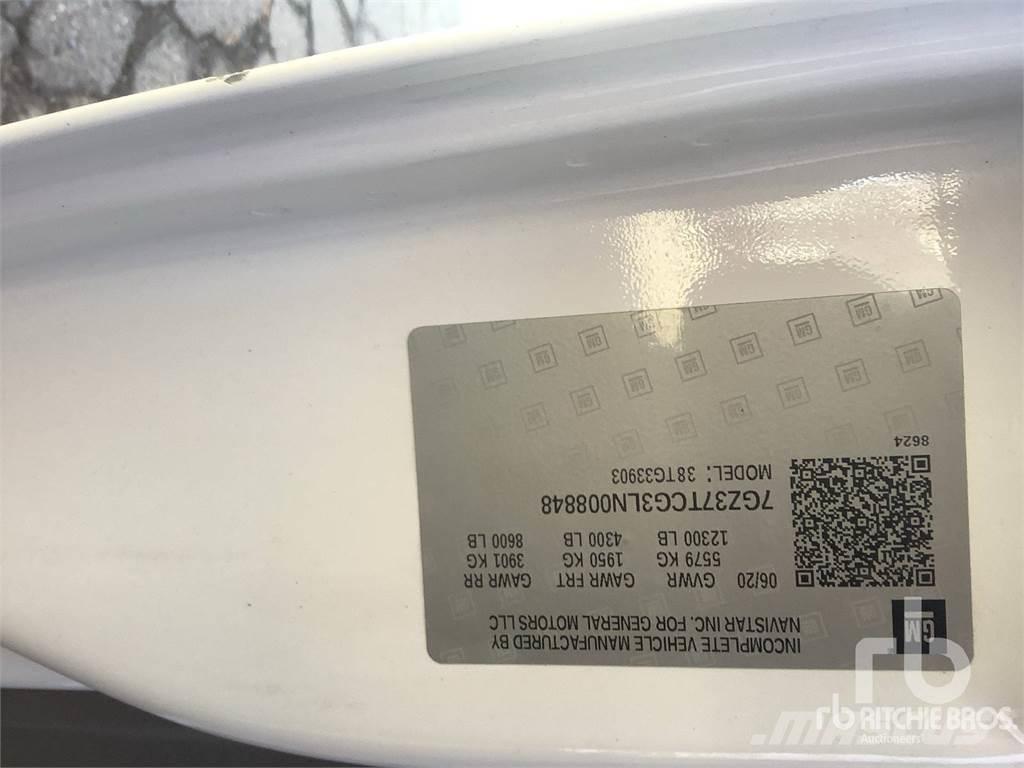 GM
INCOMPLETE VEHICLE MANUFACTURED BY
NAVISTAR INC. FOR GENERAL MOTORS LLC
06/20 GVWR GAWR FRT GAWR RR
5579 KG 1950 KG 3901 KG
12300 LB 4300 LB 8600 LB
7GZ37TCG3LN008848
MODEL: 38TG33903
8624
rb
rb RITCHIE BROS.
Auctioneers